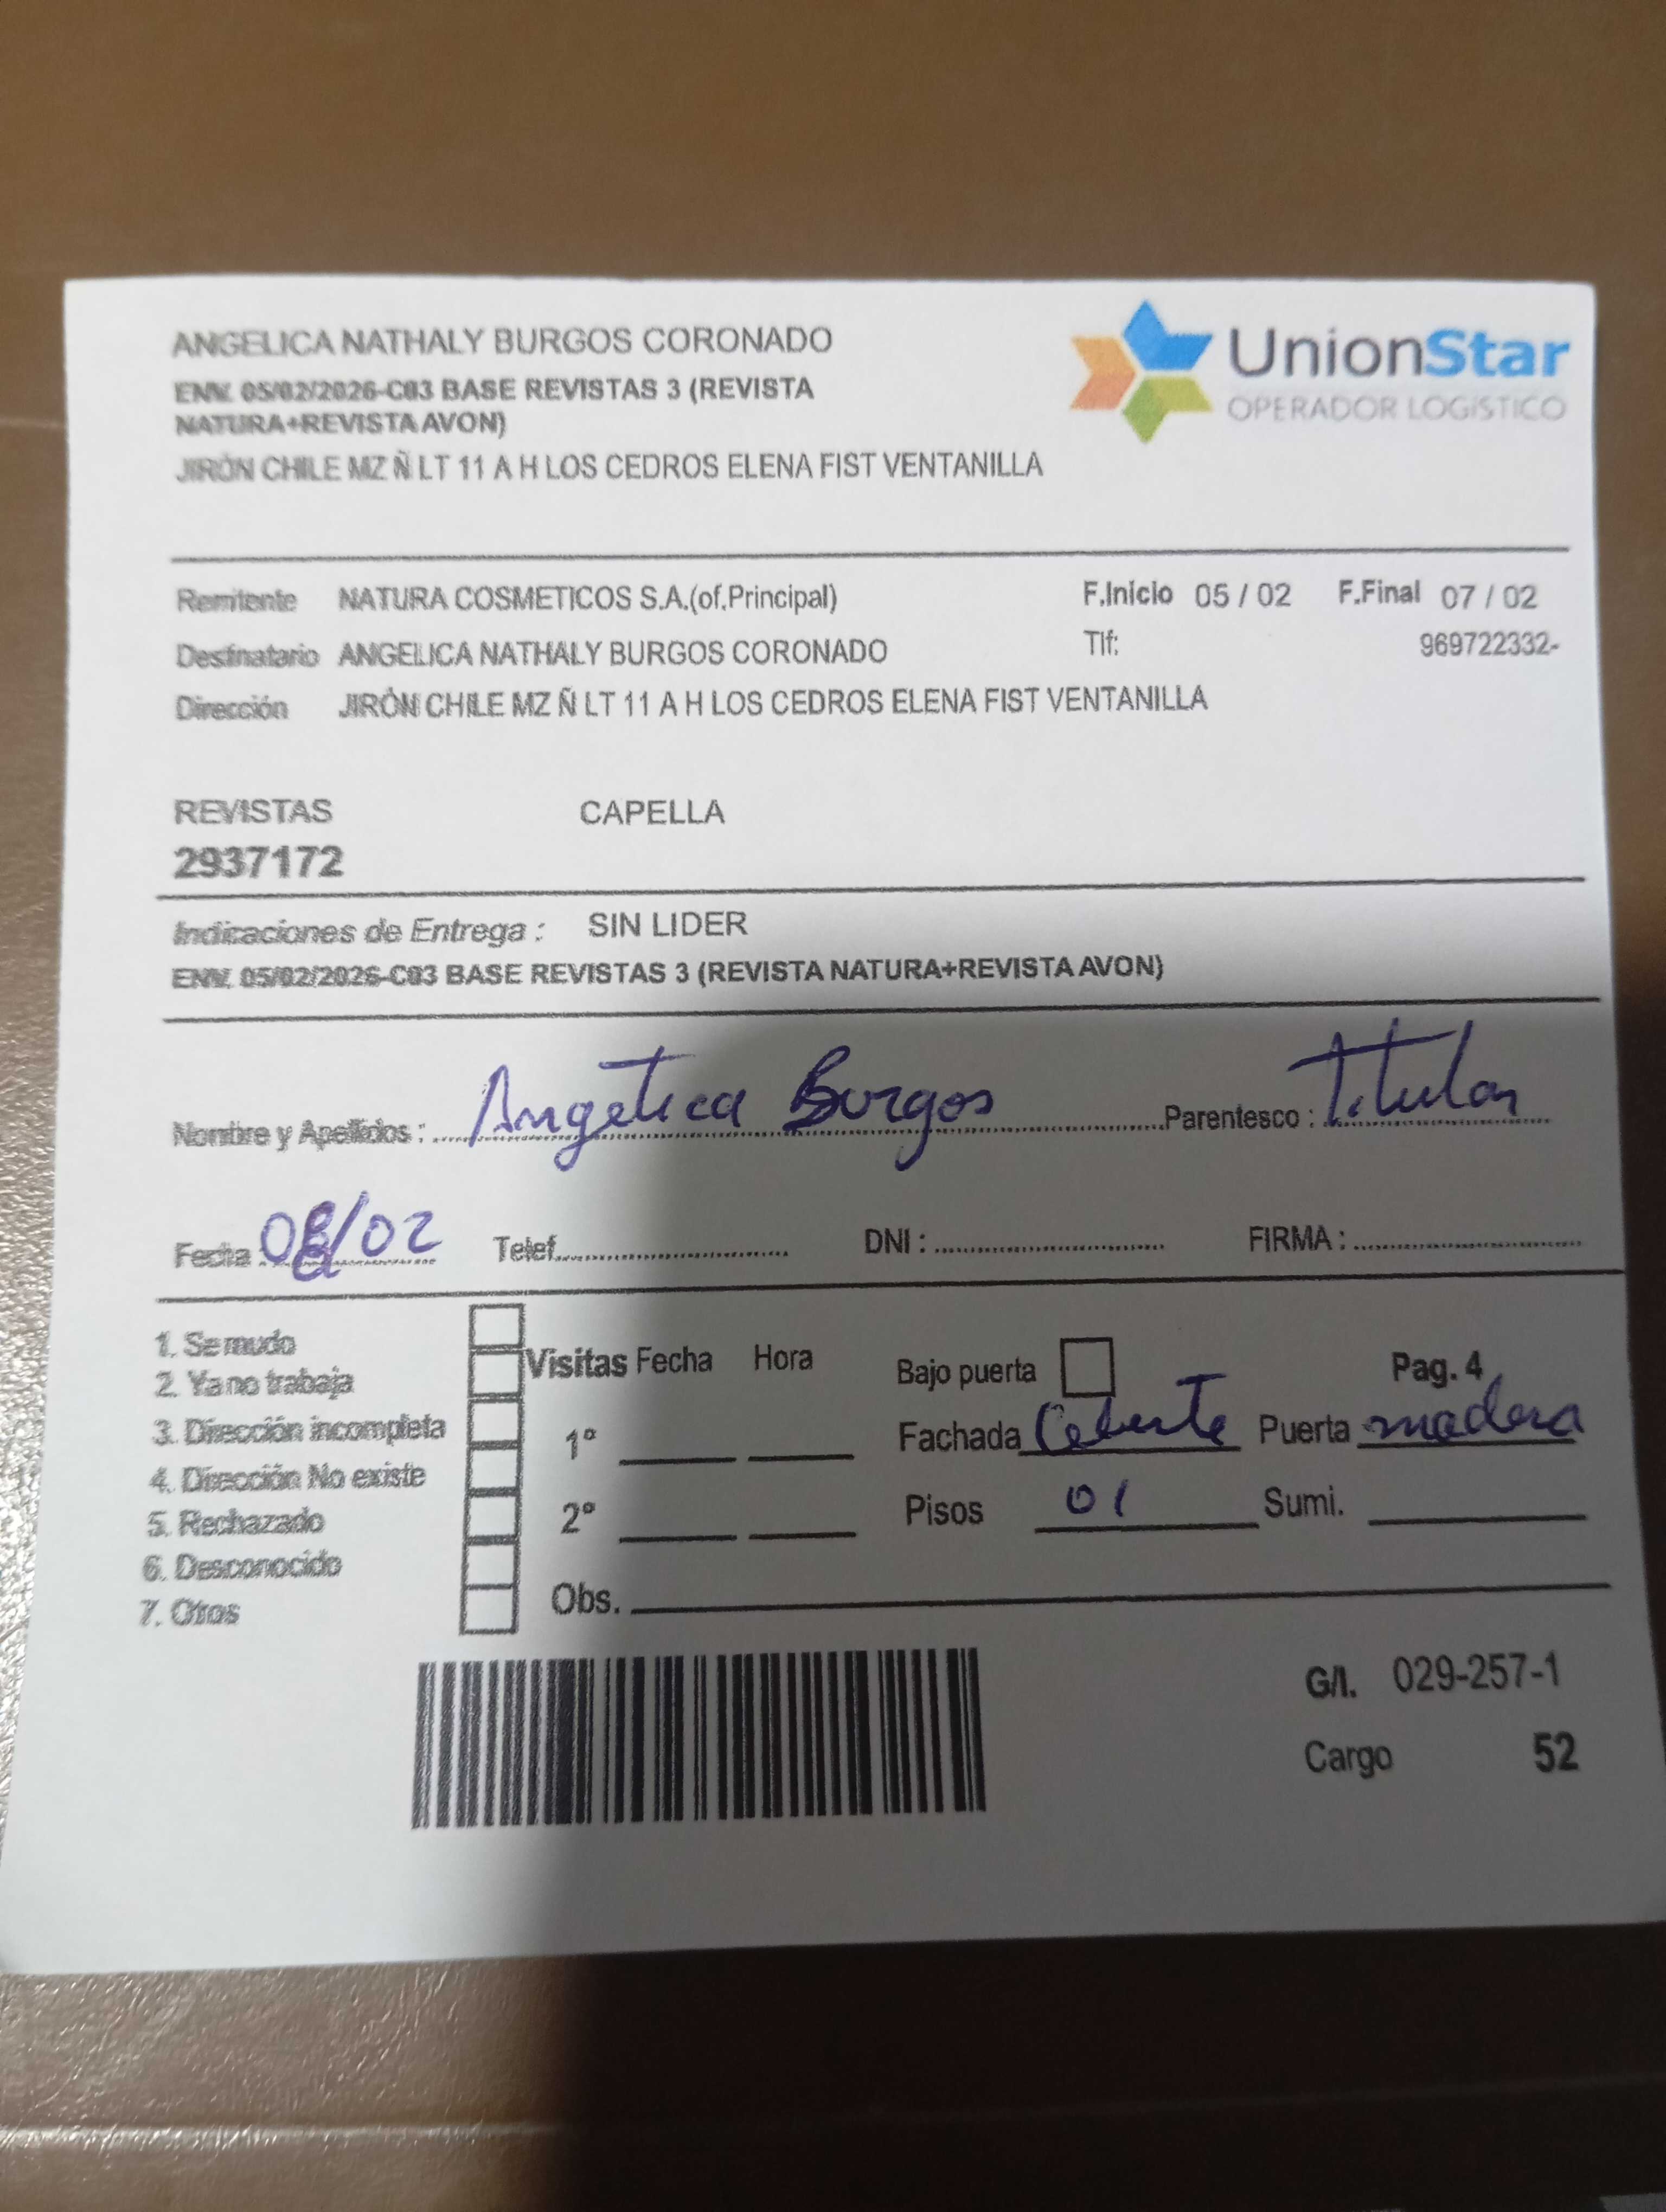 ANGELICA NATHALY BURGOS CORONADO
ENV. 05/02/2026-C03 BASE REVISTAS 3 (REVISTA
NATURA+REVISTA AVON)
JIRÓN CHILE MZ Ñ LT 11 A H LOS CEDROS ELENA FIST VENTANILLA
UnionStar
OPERADOR LOGÍSTICO
Remitente NATURA COSMETICOS S.A.(of.Principal) F.Inicio 05 / 02 F.Final 07 / 02
Destinatario ANGELICA NATHALY BURGOS CORONADO Tlf: 969722332-
Dirección JIRÓN CHILE MZ Ñ LT 11 A H LOS CEDROS ELENA FIST VENTANILLA
REVISTAS CAPELLA
2937172
Indicaciones de Entrega : SIN LIDER
ENV. 05/02/2026-C03 BASE REVISTAS 3 (REVISTA NATURA+REVISTA AVON)
Nombre y Apellidos : Angelica Burgos Parentesco : Titular
Fecha 08/02 Telef. DNI : FIRMA :
1. Se mudo
2. Ya no trabaja
3. Dirección incompleta
4. Dirección No existe
5. Rechazado
6. Desconocido
7. Otros
Visitas Fecha Hora
1°
2°
Obs.
Bajo puerta Pag. 4
Fachada Celeste Puerta madera
Pisos 01 Sumi.
G/I. 029-257-1
Cargo 52